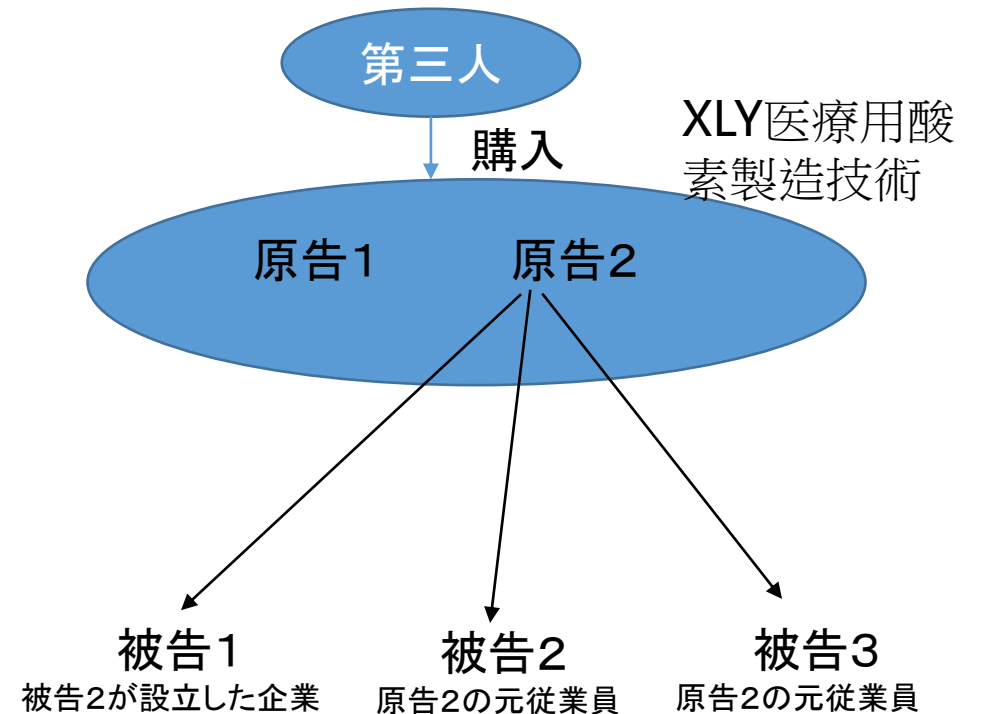 第三人
購入
XLY医療用酸
素製造技術
原告１
原告２
被告１
被告２が設立した企業
被告２
原告２の元従業員
被告３
原告２の元従業員